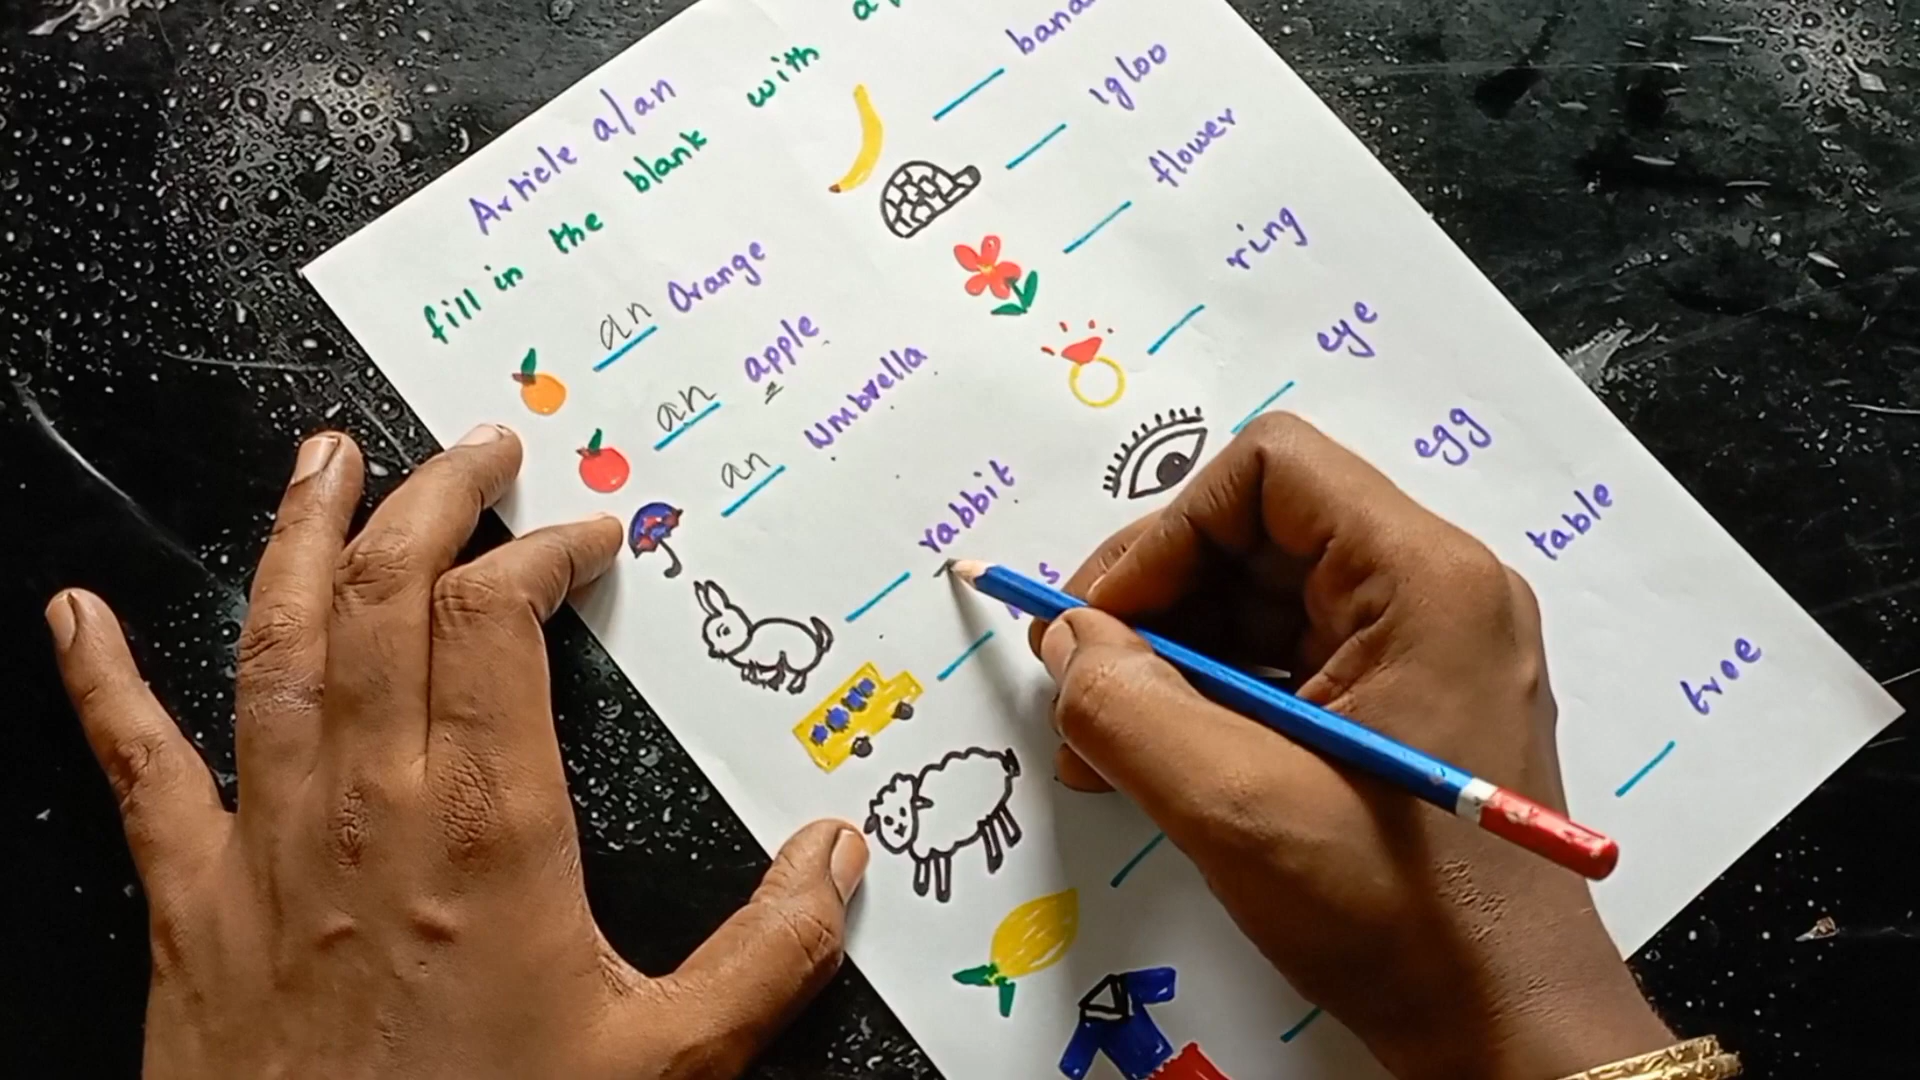 Article a/an
fill in the blank with
an Orange
an apple
an Umbrella
rabbit
igloo
flower
ring
eye
egg
table
tree